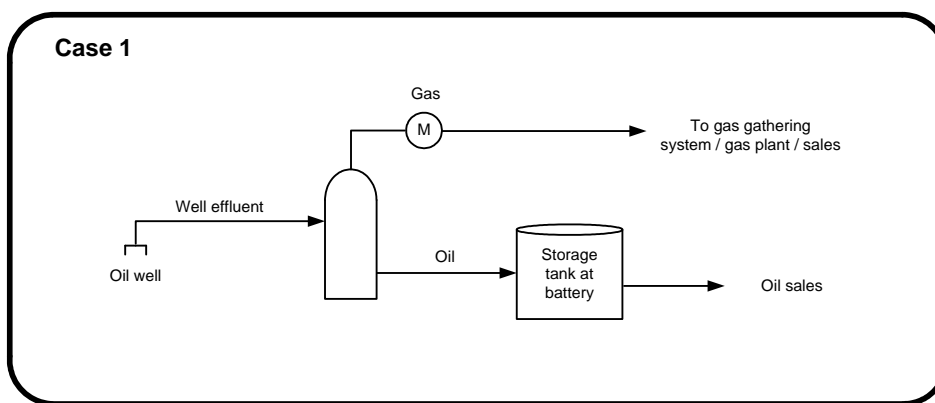 Case 1
Gas
M
To gas gathering
system / gas plant / sales
Well effluent
Oil well
Oil
Storage
tank at
battery
Oil sales